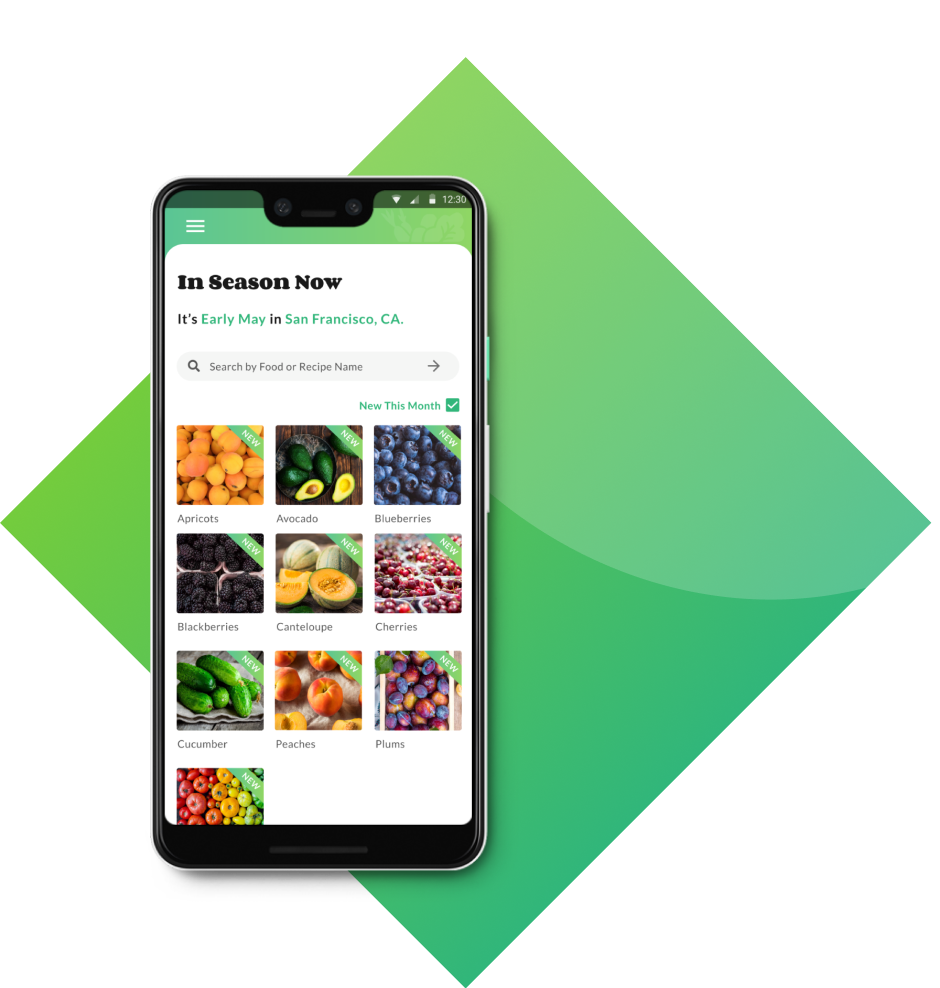 12:30
In Season Now
It's Early May in San Francisco, CA.
Search by Food or Recipe Name
New This Month
NEW
NEW
NEW
Apricots
Avocado
Blueberries
NEW
NEW
NEW
Blackberries
Canteloupe
Cherries
NEW
NEW
NEW
Cucumber
Peaches
Plums
NEW